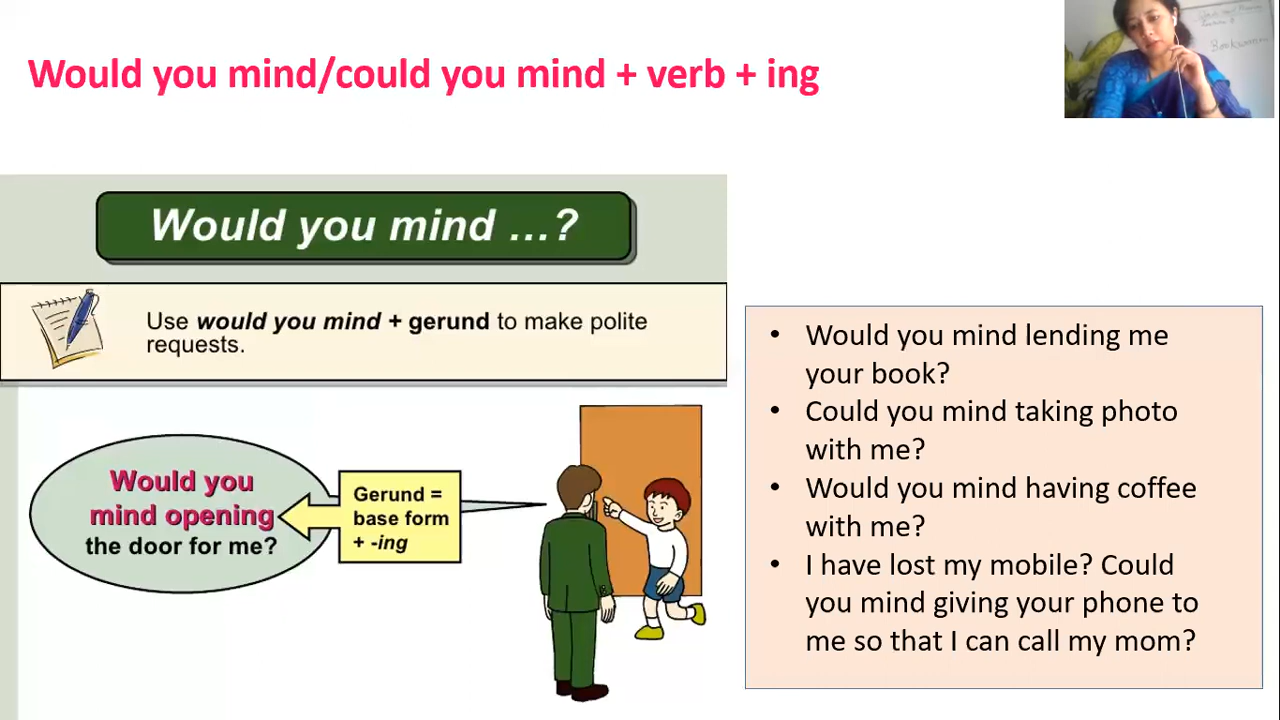 Would you mind/could you mind + verb + ing
Would you mind ...?
Use would you mind + gerund to make polite
requests.
Would you
mind opening
the door for me?
Gerund =
base form
+ -ing
• Would you mind lending me
your book?
• Could you mind taking photo
with me?
• Would you mind having coffee
with me?
• I have lost my mobile? Could
you mind giving your phone to
me so that I can call my mom?